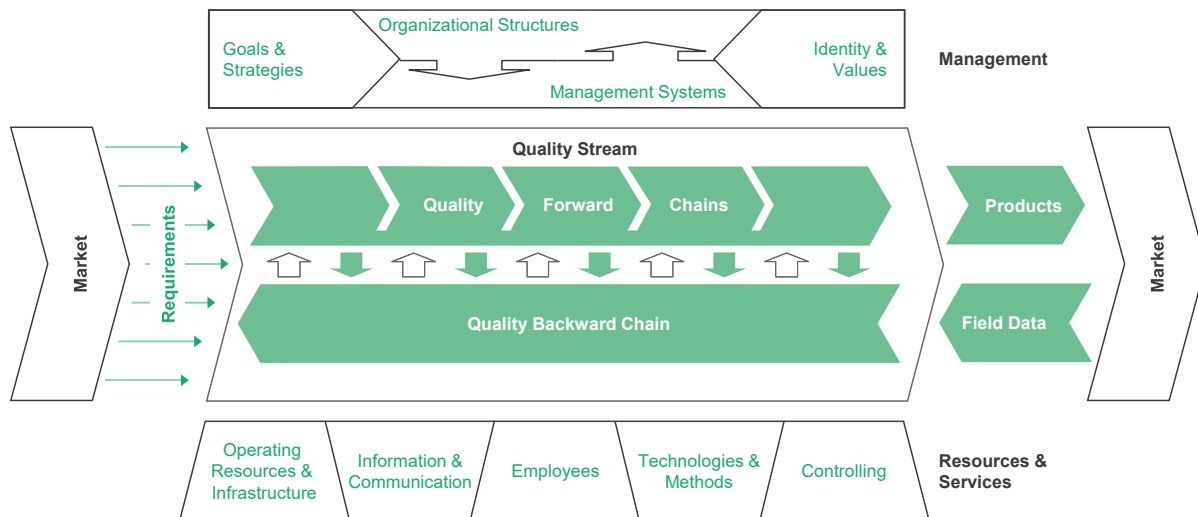 Organizational Structures
Goals &
Strategies
Identity &
Values
Management
Management Systems
Quality Stream
Market
Requirements
Quality
Forward
Chains
Products
Market
Quality Backward Chain
Field Data
Operating
Resources &
Infrastructure
Information &
Communication
Employees
Technologies &
Methods
Controlling
Resources &
Services